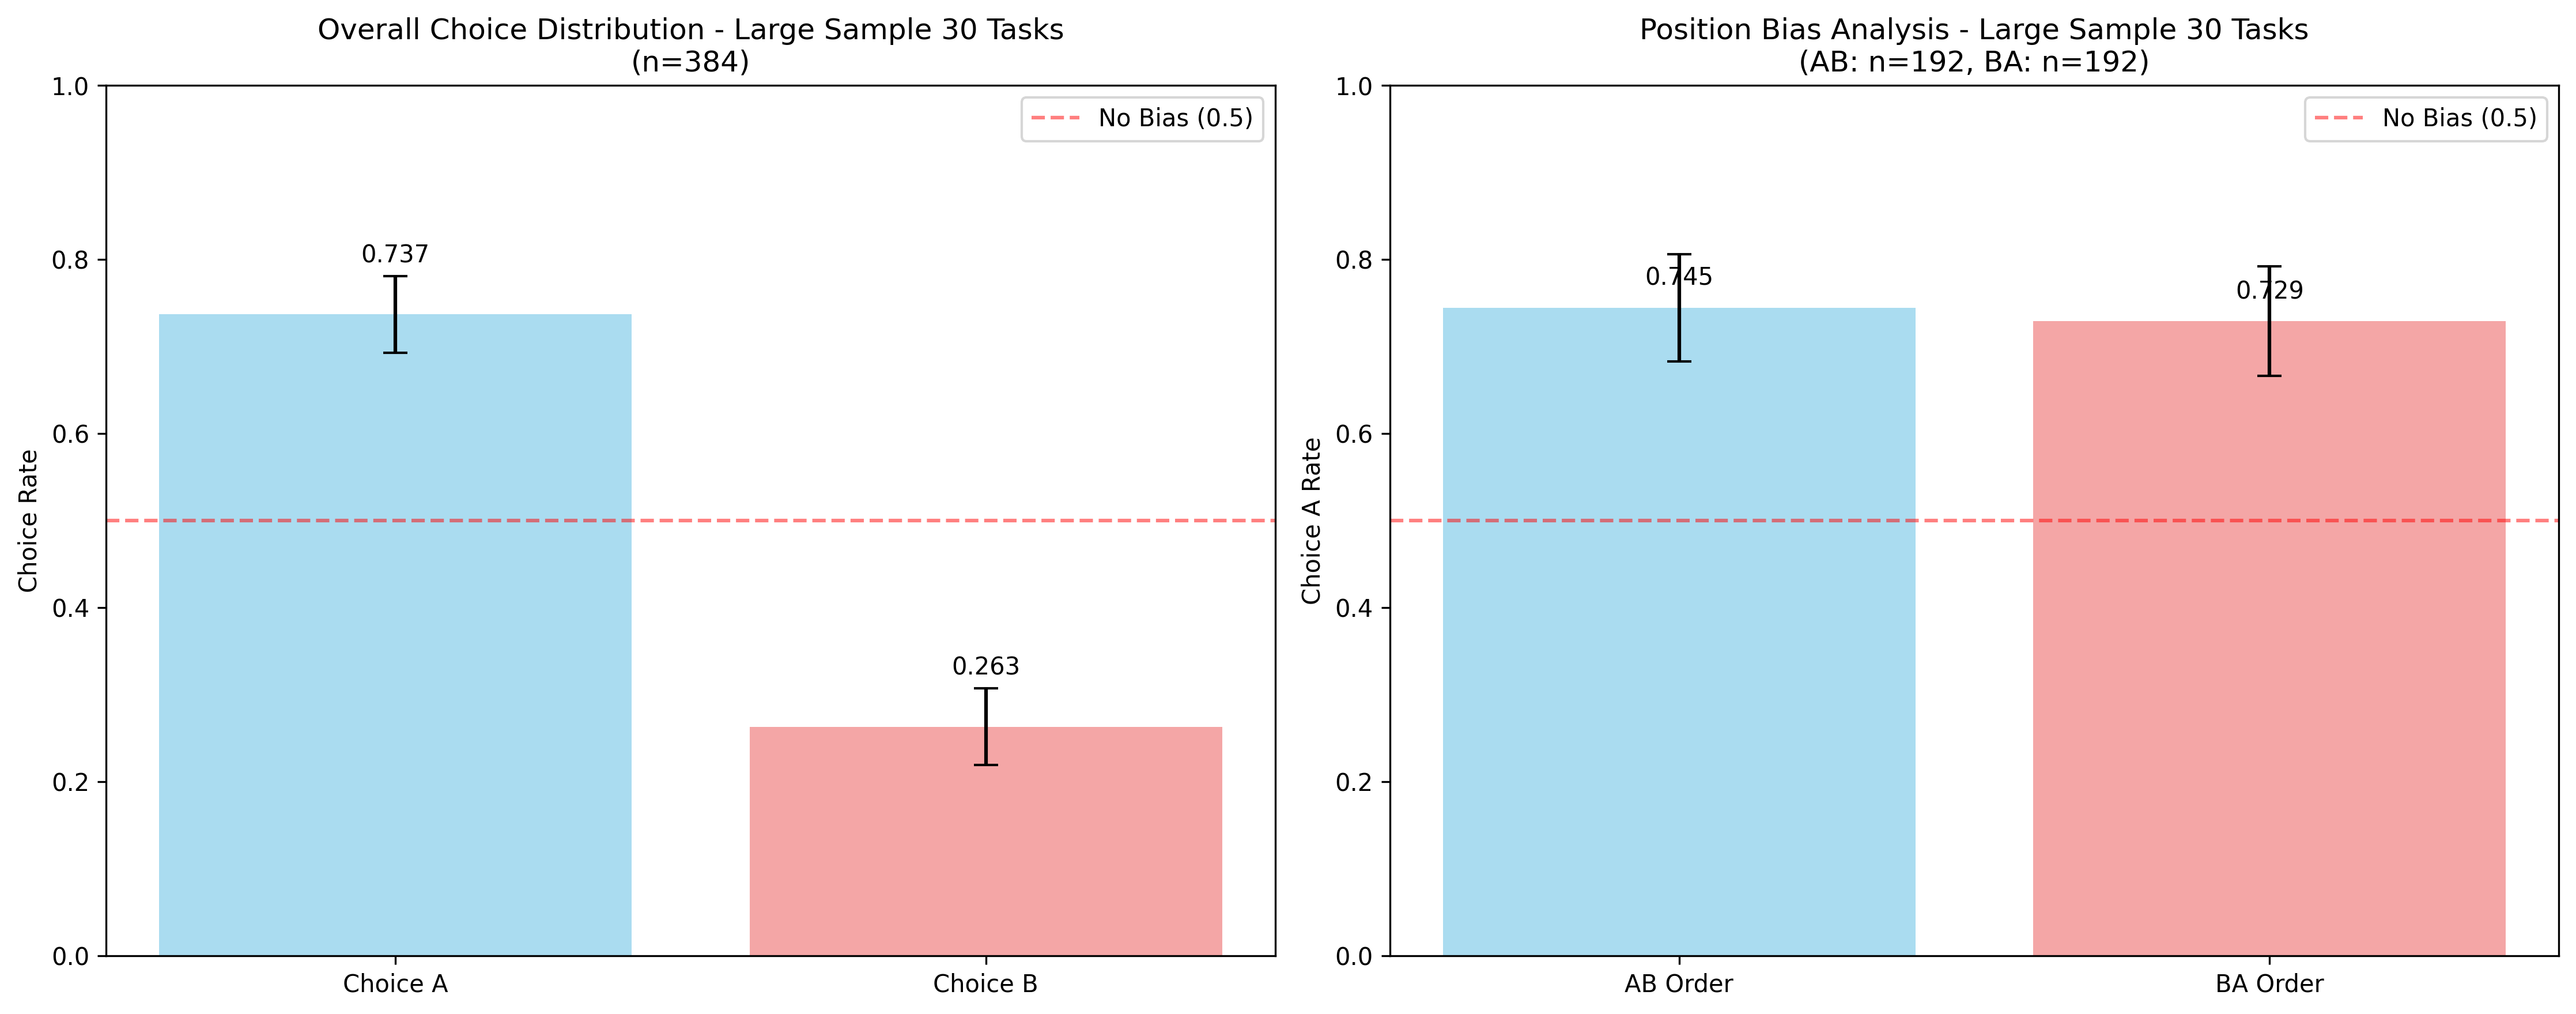 Overall Choice Distribution - Large Sample 30 Tasks
(n=384)
No Bias (0.5)
Choice Rate
1.0
0.8
0.6
0.4
0.2
0.0
0.737
0.263
Choice A
Choice B
Position Bias Analysis - Large Sample 30 Tasks
(AB: n=192, BA: n=192)
No Bias (0.5)
Choice A Rate
1.0
0.8
0.6
0.4
0.2
0.0
0.745
0.729
AB Order
BA Order